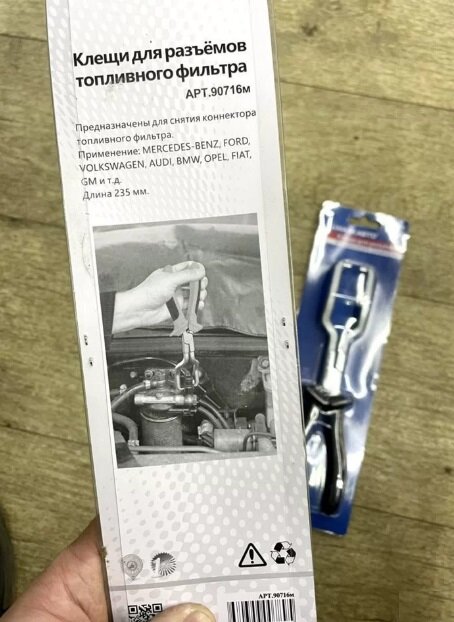 Клещи для разъёмов
топливного фильтра
АРТ.90716м
Предназначены для снятия коннектора
топливного фильтра.
Применение: MERCEDES-BENZ, FORD,
VOLKSWAGEN, AUDI, BMW, OPEL, FIAT,
GM и т.д.
Длина 235 мм.
АРТ.90716м